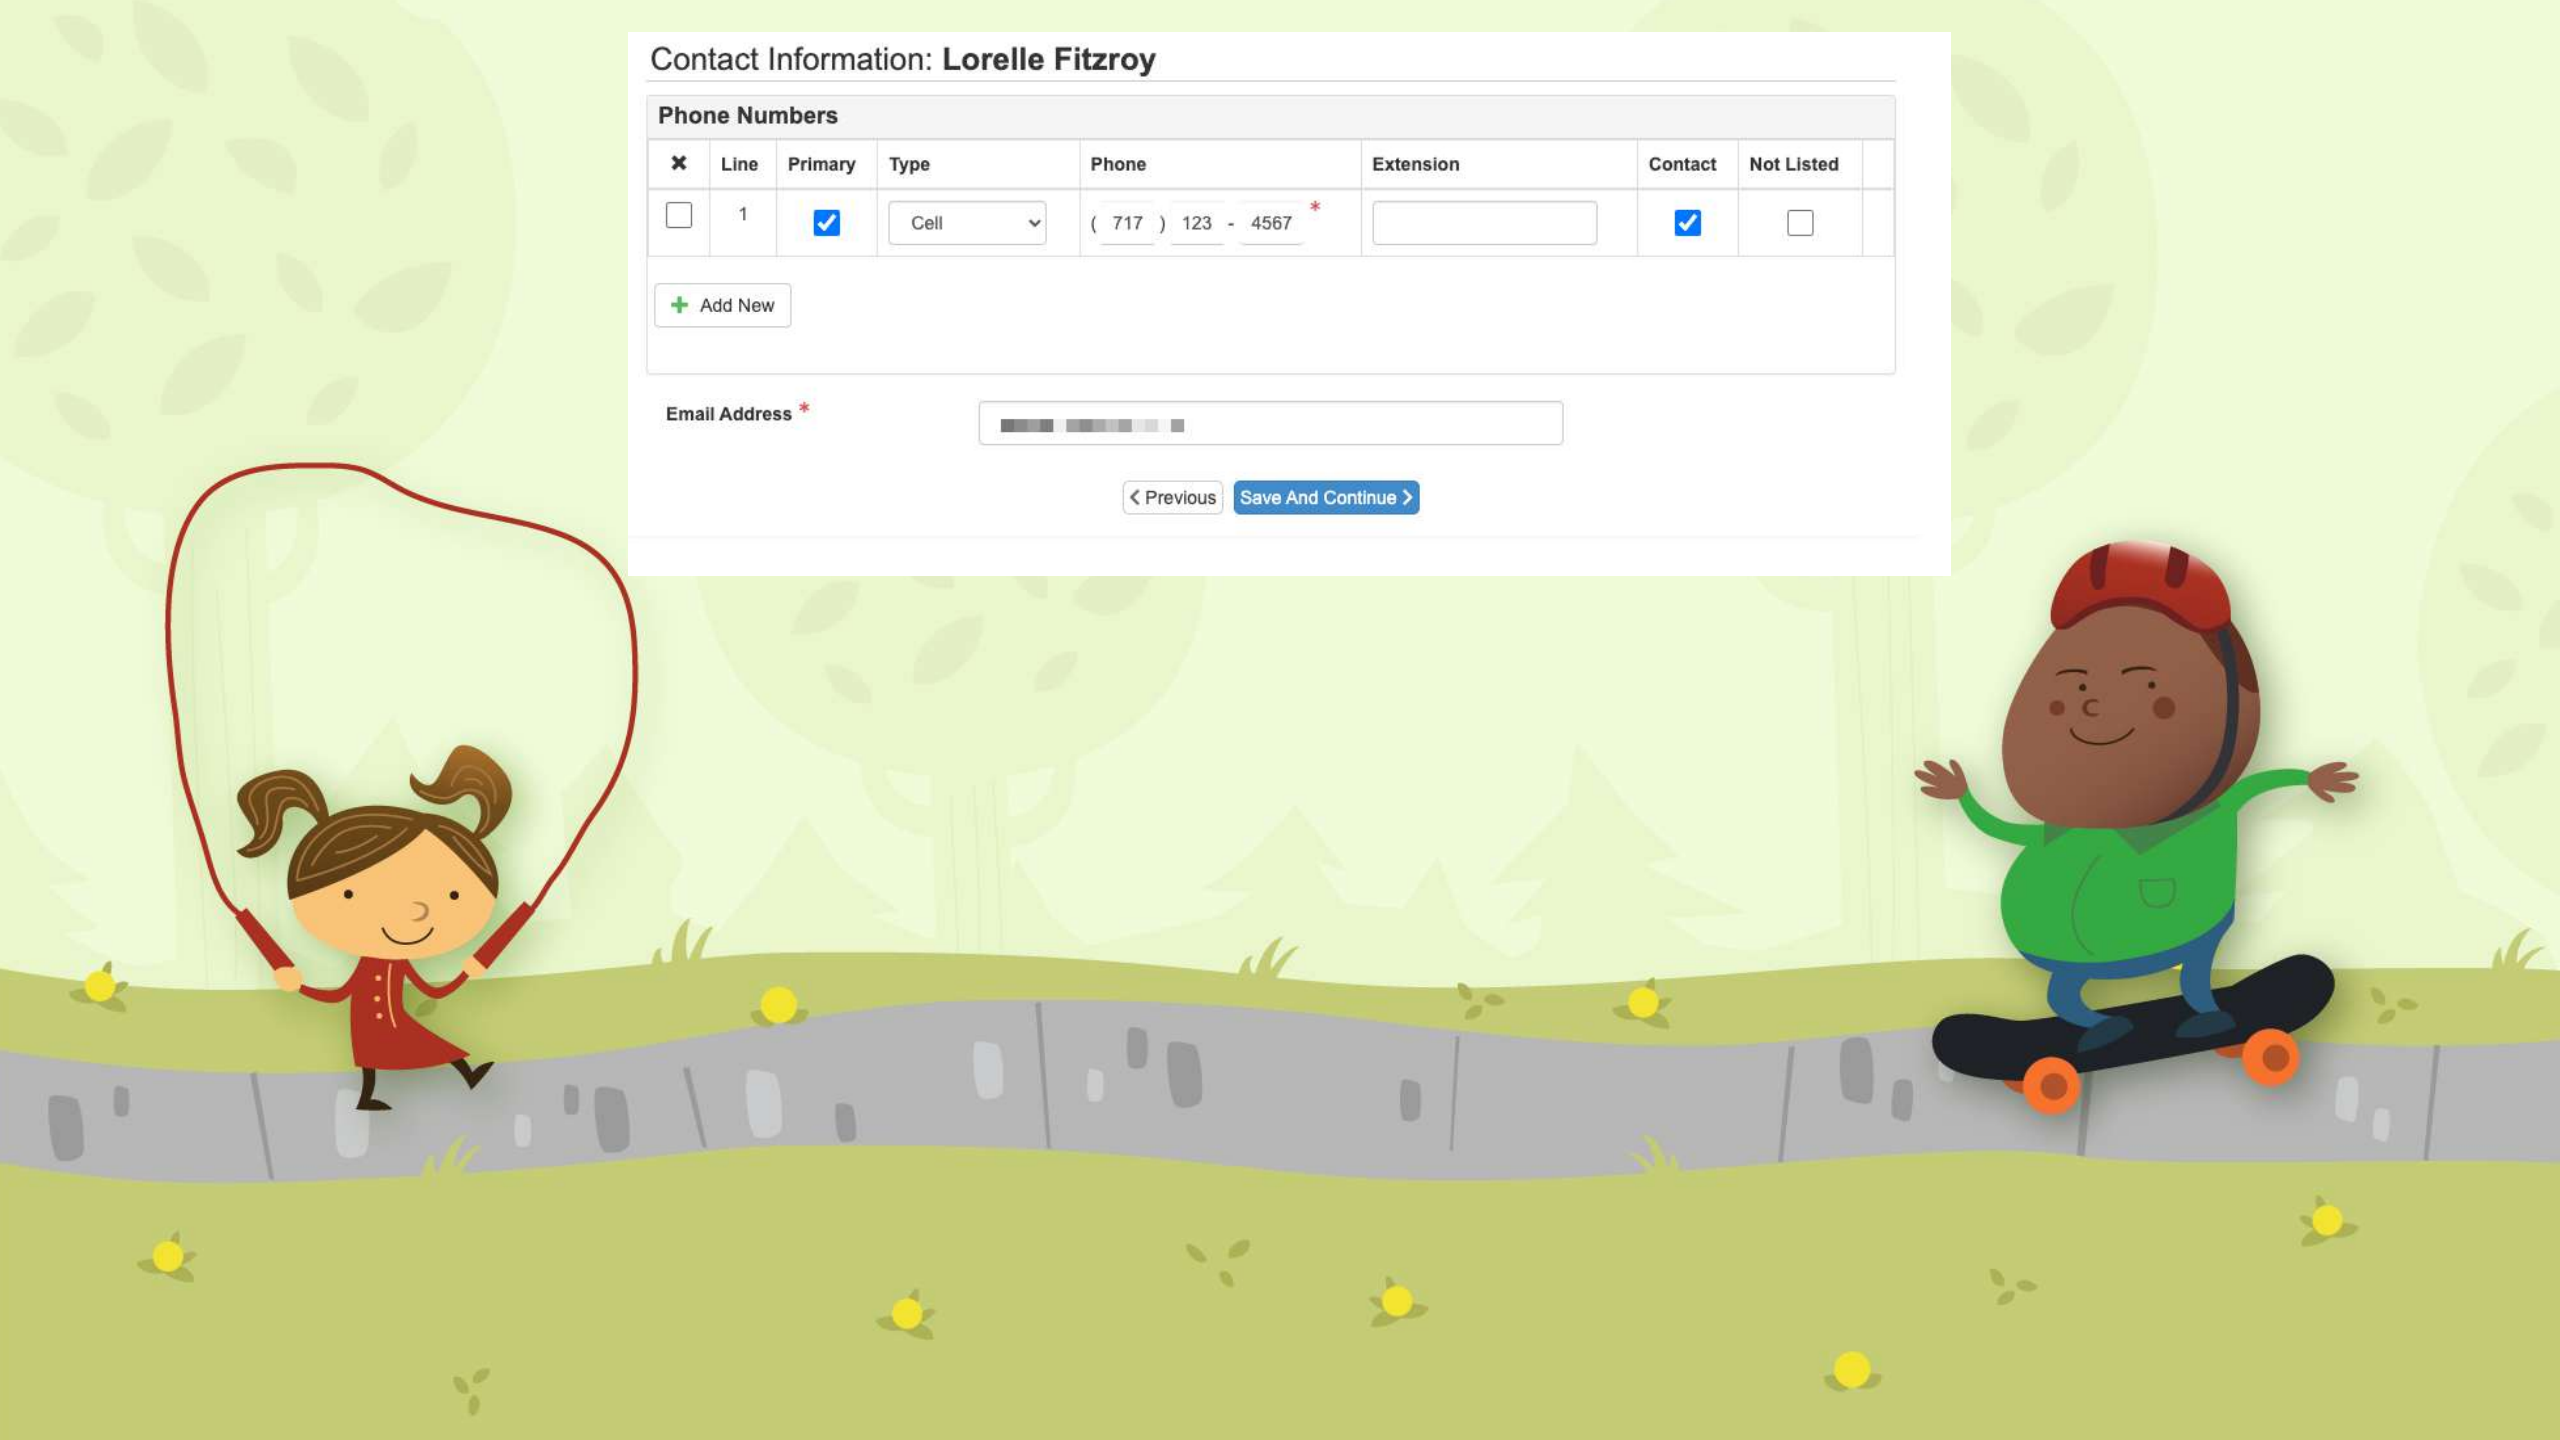 Contact Information: Lorelle Fitzroy
Phone Numbers
✖ Line Primary Type Phone Extension Contact Not Listed
1 Cell ( 717 ) 123 - 4567 *
+ Add New
Email Address *
Previous Save And Continue